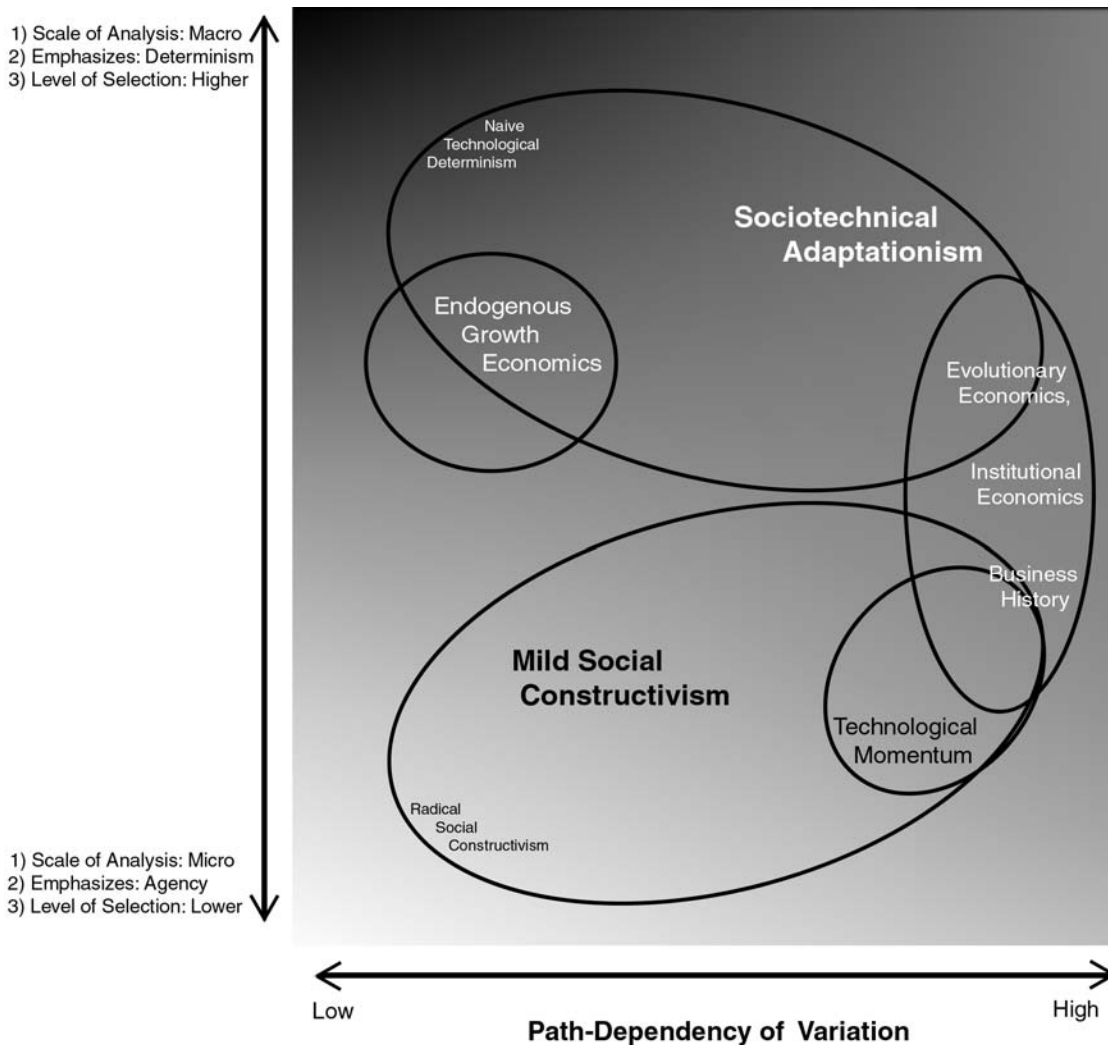 1) Scale of Analysis: Macro
2) Emphasizes: Determinism
3) Level of Selection: Higher
Naive
Technological
Determinism
Sociotechnical
Adaptationism
Endogenous
Growth
Economics
Evolutionary
Economics,
Institutional
Economics
Business
History
Mild Social
Constructivism
Technological
Momentum
Radical
Social
Constructivism
1) Scale of Analysis: Micro
2) Emphasizes: Agency
3) Level of Selection: Lower
Low
High
Path-Dependency of Variation